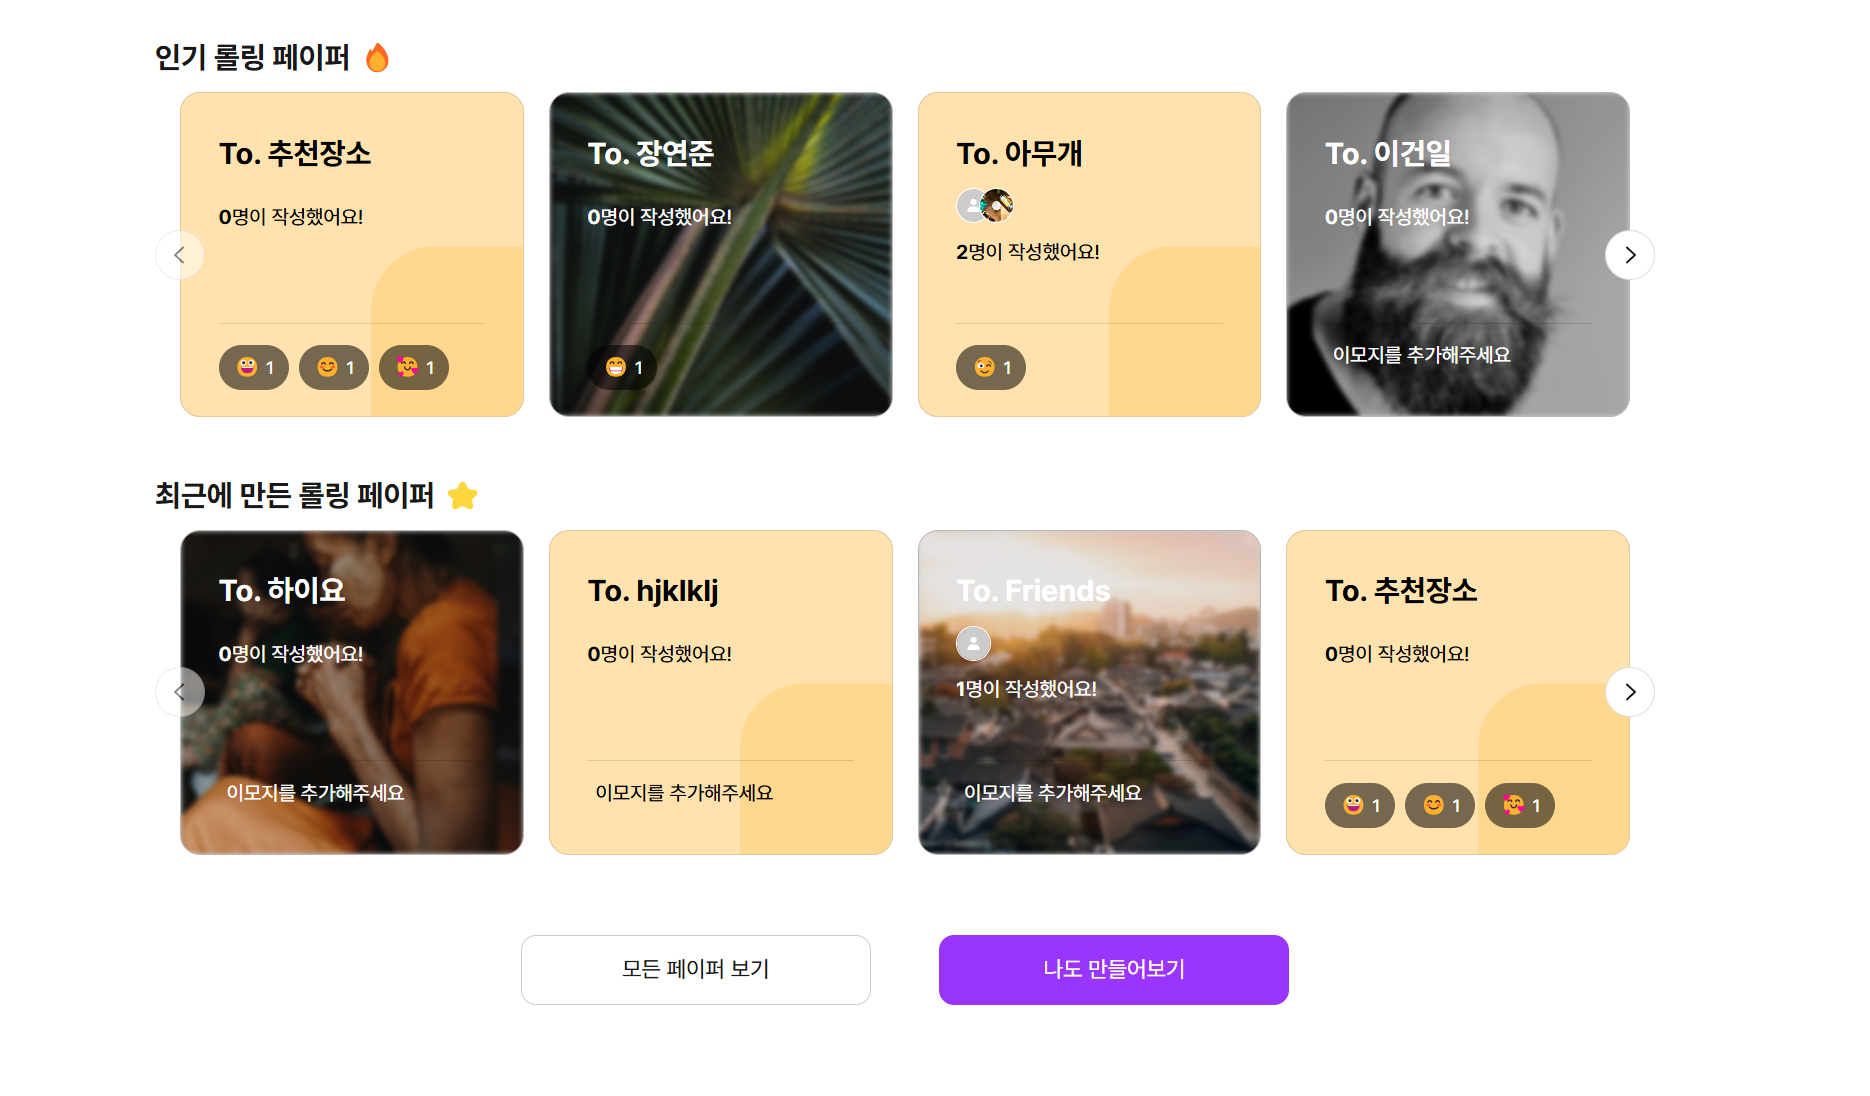 인기 롤링 페이퍼 🔥
To. 추천장소
0명이 작성했어요!
😀 1 😊 1 🥰 1
To. 장연준
0명이 작성했어요!
😁 1
To. 아무개
2명이 작성했어요!
😉 1
To. 이건일
0명이 작성했어요!
이모지를 추가해주세요
최근에 만든 롤링 페이퍼 ⭐
To. 하이요
0명이 작성했어요!
이모지를 추가해주세요
To. hjklklj
0명이 작성했어요!
이모지를 추가해주세요
To. Friends
1명이 작성했어요!
이모지를 추가해주세요
To. 추천장소
0명이 작성했어요!
😀 1 😊 1 🥰 1
모든 페이퍼 보기
나도 만들어보기